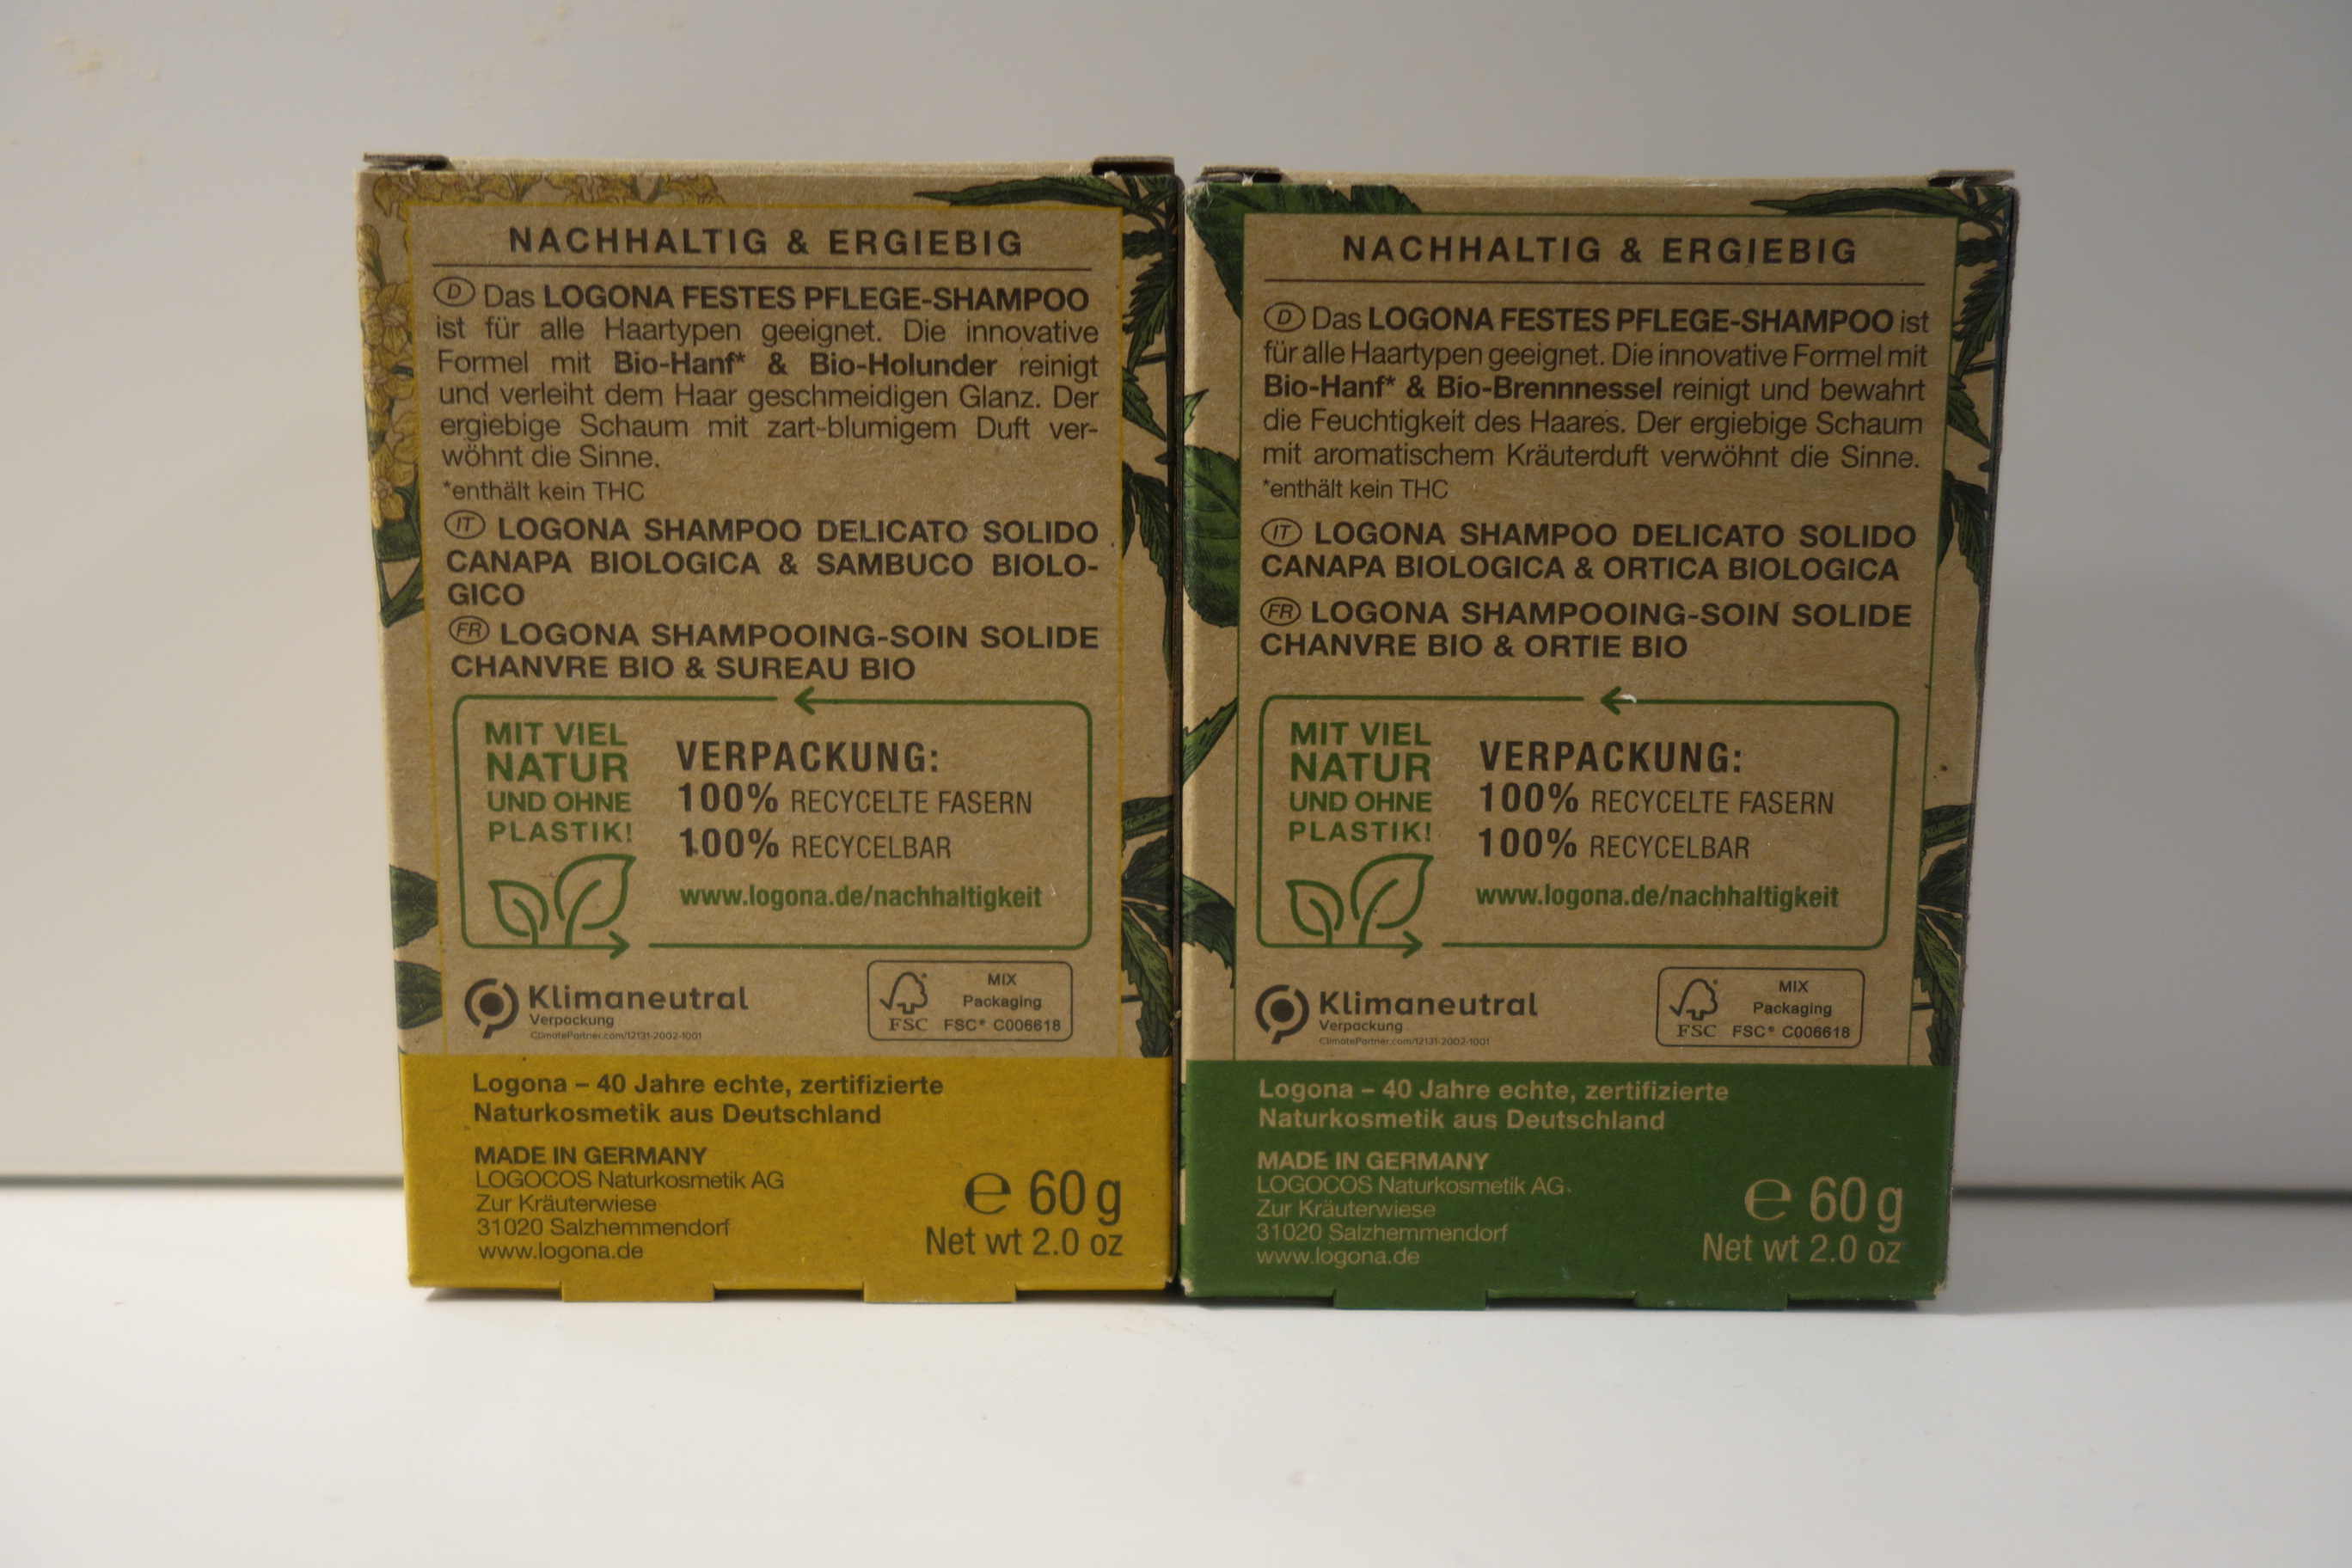 NACHHALTIG & ERGIEBIG
D Das LOGONA FESTES PFLEGE-SHAMPOO
ist für alle Haartypen geeignet. Die innovative
Formel mit Bio-Hanf* & Bio-Holunder reinigt
und verleiht dem Haar geschmeidigen Glanz. Der
ergiebige Schaum mit zart-blumigem Duft ver-
wöhnt die Sinne.
*enthält kein THC
IT LOGONA SHAMPOO DELICATO SOLIDO
CANAPA BIOLOGICA & SAMBUCO BIOLO-
GICO
FR LOGONA SHAMPOOING-SOIN SOLIDE
CHANVRE BIO & SUREAU BIO
MIT VIEL
NATUR
UND OHNE
PLASTIK!
VERPACKUNG:
100% RECYCELTE FASERN
100% RECYCELBAR
www.logona.de/nachhaltigkeit
Klimaneutral
Verpackung
ClimatePartner.com/12131-2002-1001
FSC
MIX
Packaging
FSC® C006618
Logona – 40 Jahre echte, zertifizierte
Naturkosmetik aus Deutschland
MADE IN GERMANY
LOGOCOS Naturkosmetik AG
Zur Kräuterwiese
31020 Salzhemmendorf
www.logona.de
℮ 60 g
Net wt 2.0 oz
NACHHALTIG & ERGIEBIG
D Das LOGONA FESTES PFLEGE-SHAMPOO ist
für alle Haartypen geeignet. Die innovative Formel mit
Bio-Hanf* & Bio-Brennnessel reinigt und bewahrt
die Feuchtigkeit des Haares. Der ergiebige Schaum
mit aromatischem Kräuterduft verwöhnt die Sinne.
*enthält kein THC
IT LOGONA SHAMPOO DELICATO SOLIDO
CANAPA BIOLOGICA & ORTICA BIOLOGICA
FR LOGONA SHAMPOOING-SOIN SOLIDE
CHANVRE BIO & ORTIE BIO
MIT VIEL
NATUR
UND OHNE
PLASTIK!
VERPACKUNG:
100% RECYCELTE FASERN
100% RECYCELBAR
www.logona.de/nachhaltigkeit
Klimaneutral
Verpackung
ClimatePartner.com/12131-2002-1001
FSC
MIX
Packaging
FSC® C006618
Logona – 40 Jahre echte, zertifizierte
Naturkosmetik aus Deutschland
MADE IN GERMANY
LOGOCOS Naturkosmetik AG
Zur Kräuterwiese
31020 Salzhemmendorf
www.logona.de
℮ 60 g
Net wt 2.0 oz